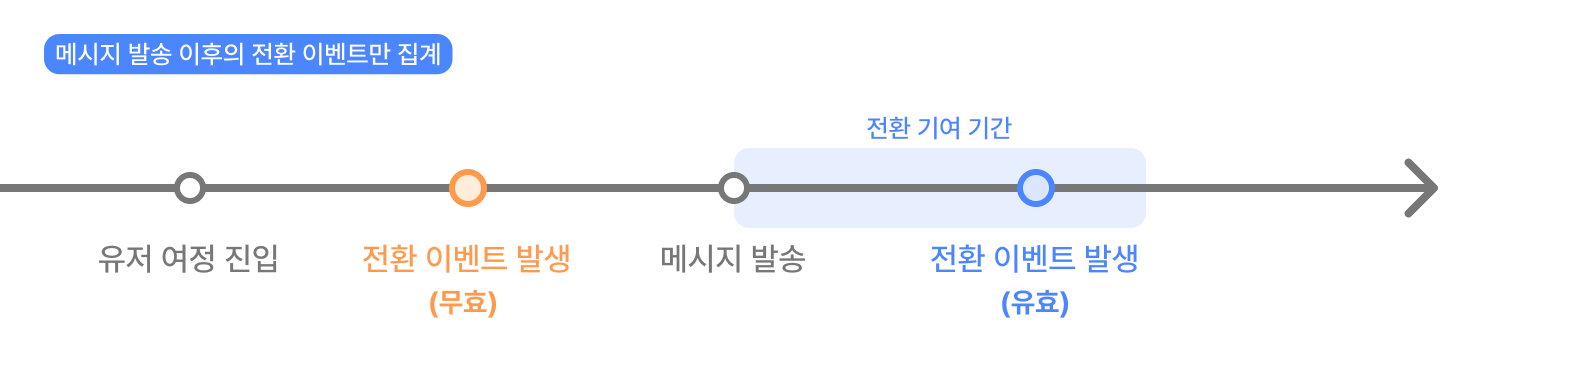 메시지 발송 이후의 전환 이벤트만 집계
전환 기여 기간
유저 여정 진입
전환 이벤트 발생
(무효)
메시지 발송
전환 이벤트 발생
(유효)